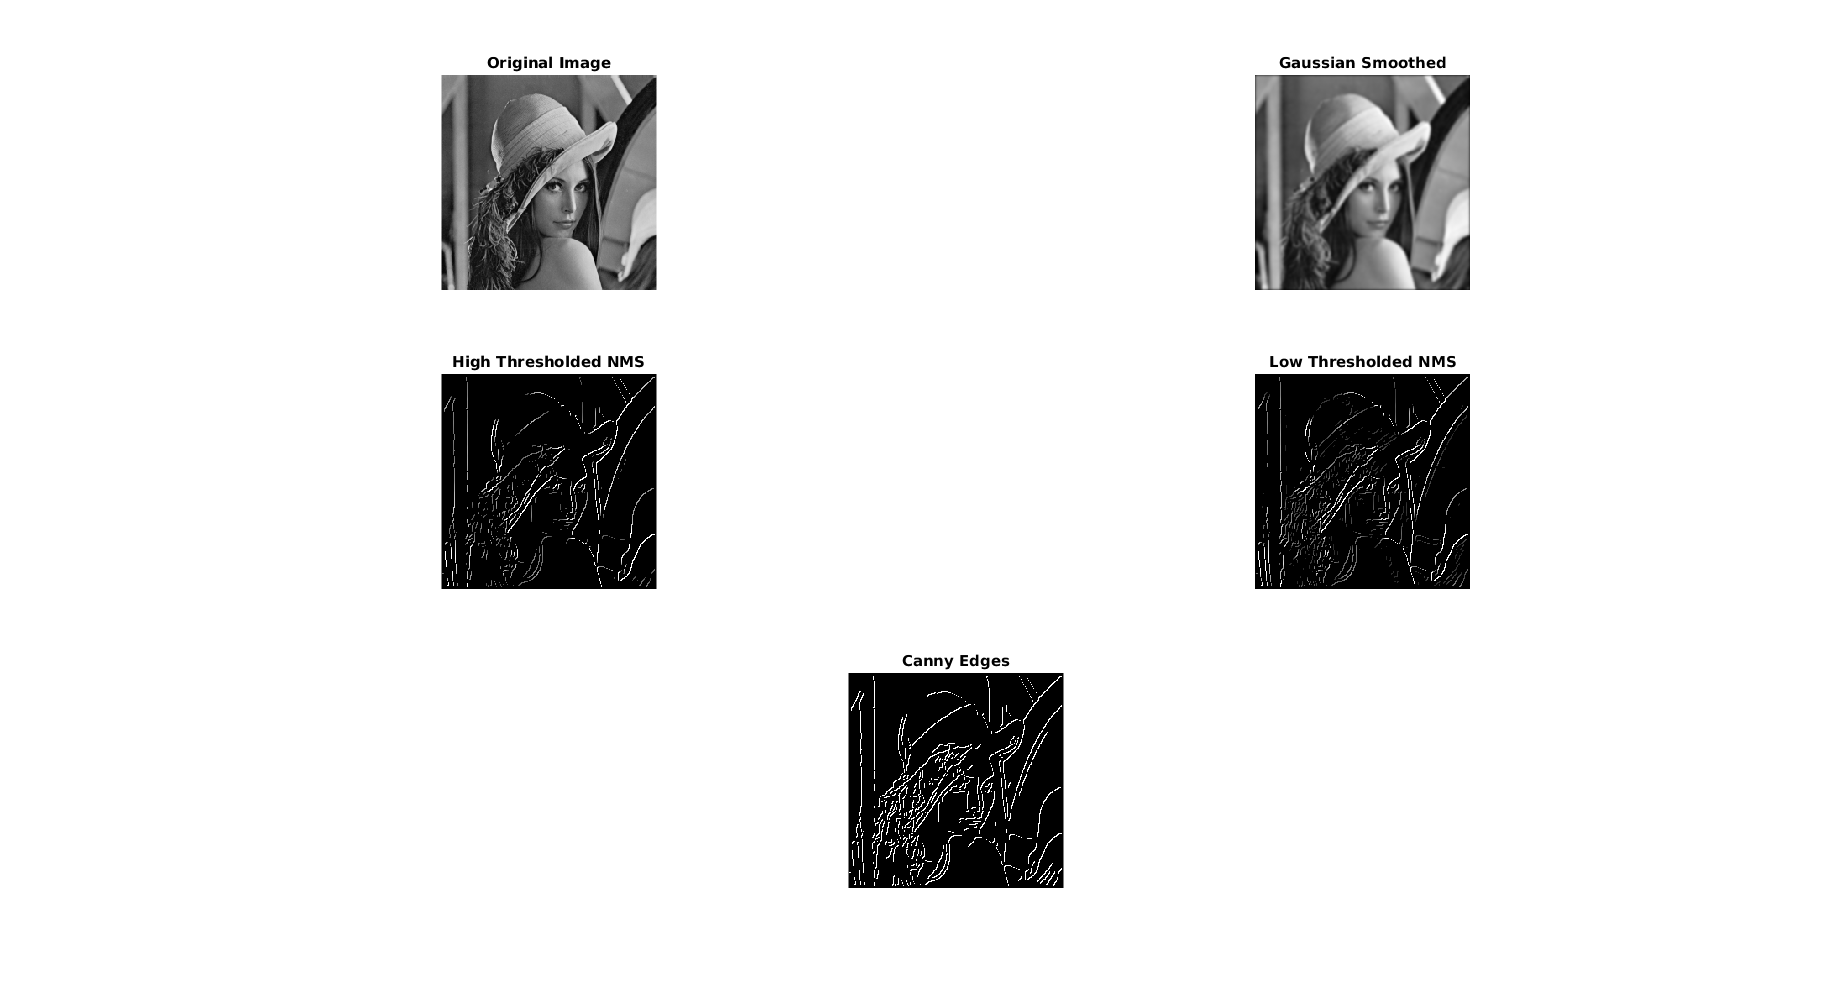 Original Image
Gaussian Smoothed
High Thresholded NMS
Low Thresholded NMS
Canny Edges